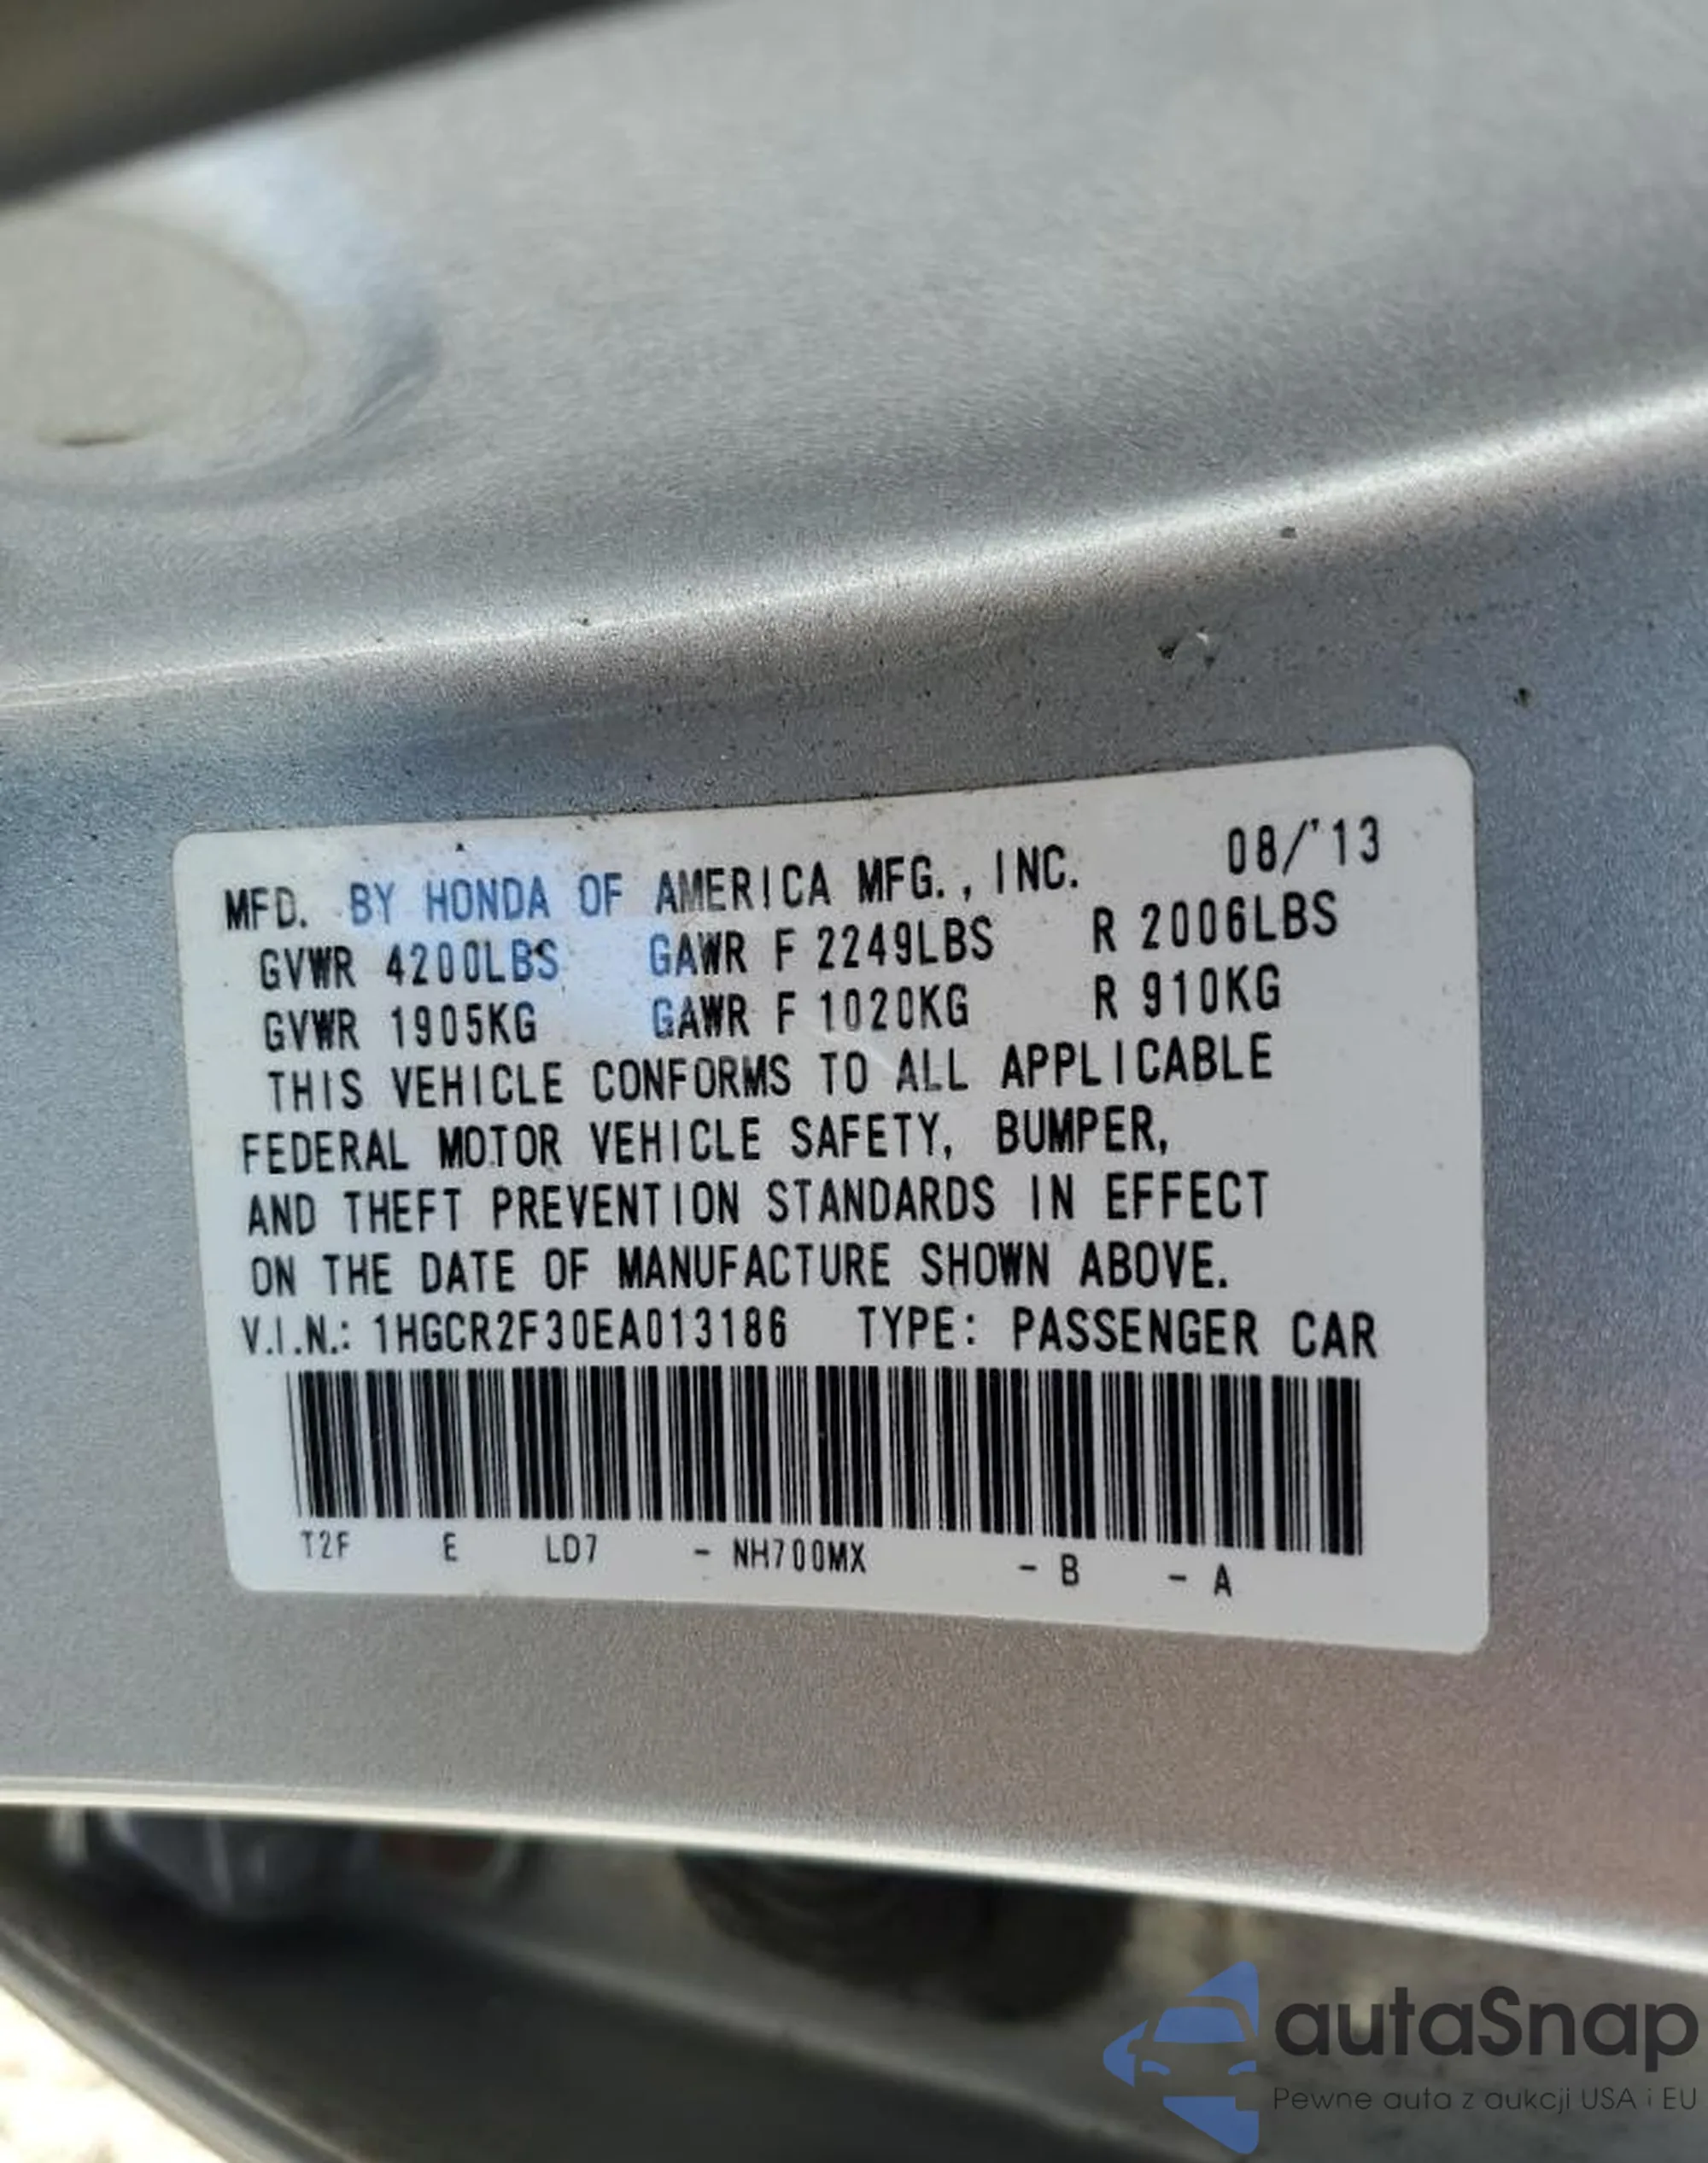 MFD. BY HONDA OF AMERICA MFG., INC. 08/'13
GVWR 4200LBS GAWR F 2249LBS R 2006LBS
GVWR 1905KG GAWR F 1020KG R 910KG
THIS VEHICLE CONFORMS TO ALL APPLICABLE
FEDERAL MOTOR VEHICLE SAFETY, BUMPER,
AND THEFT PREVENTION STANDARDS IN EFFECT
ON THE DATE OF MANUFACTURE SHOWN ABOVE.
V.I.N.: 1HGCR2F30EA013186 TYPE: PASSENGER CAR
T2F E LD7 - NH700MX - B - A
autaSnap
Pewne auta z aukcji USA i EU